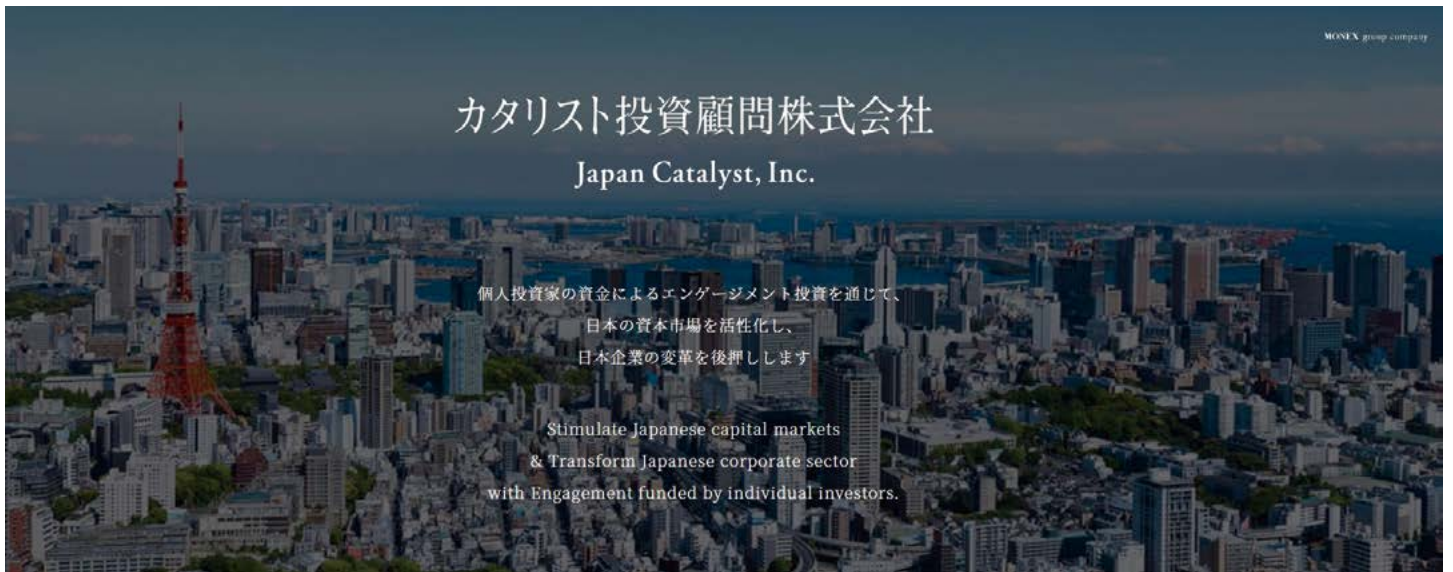 MONEX group company
カタリスト投資顧問株式会社
Japan Catalyst, Inc.
個人投資家の資金によるエンゲージメント投資を通じて、
日本の資本市場を活性化し、
日本企業の変革を後押しします
Stimulate Japanese capital markets
& Transform Japanese corporate sector
with Engagement funded by individual investors.